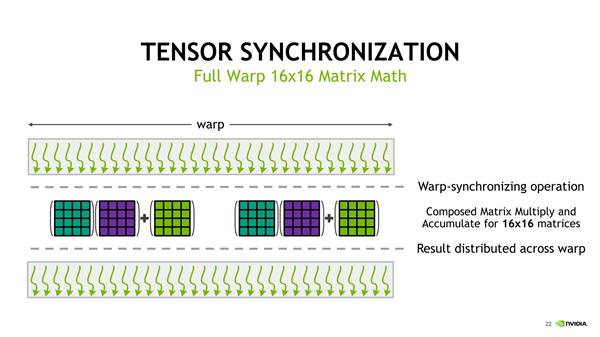 TENSOR SYNCHRONIZATION
Full Warp 16x16 Matrix Math
warp
Warp-synchronizing operation
+
+
Composed Matrix Multiply and
Accumulate for 16x16 matrices
Result distributed across warp
22 NVIDIA